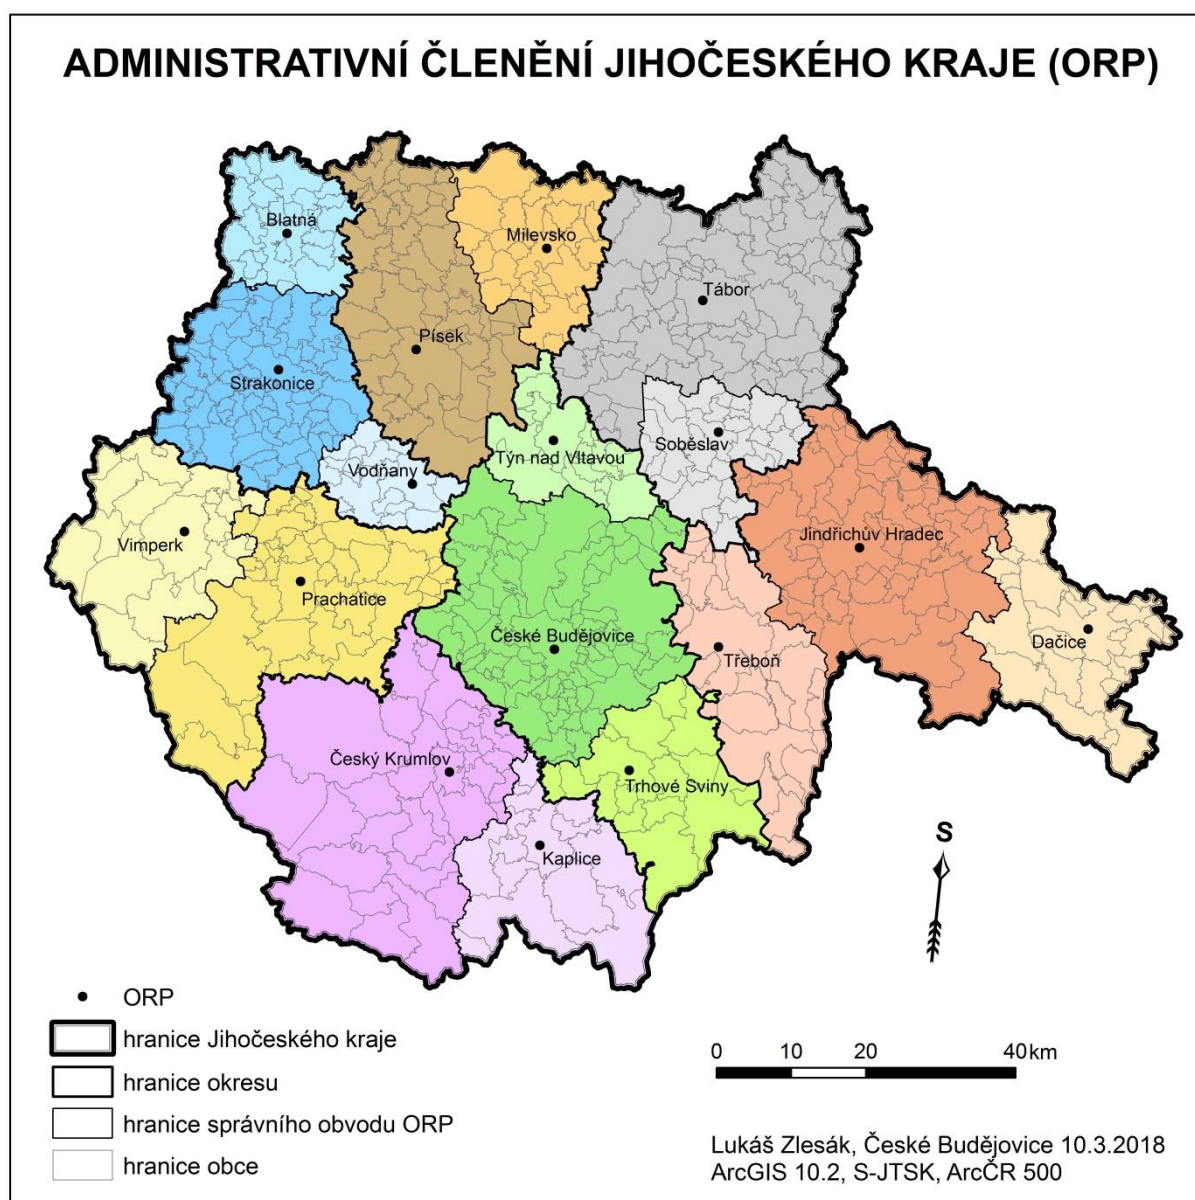 ADMINISTRATIVNÍ ČLENĚNÍ JIHOČESKÉHO KRAJE (ORP)
Blatná
Milevsko
Tábor
Písek
Strakonice
Soběslav
Týn nad Vltavou
Vodňany
Jindřichův Hradec
Vimperk
Prachatice
České Budějovice
Dačice
Třeboň
Český Krumlov
Trhové Sviny
Kaplice
S
ORP
hranice Jihočeského kraje
hranice okresu
hranice správního obvodu ORP
hranice obce
0 10 20 40 km
Lukáš Zlesák, České Budějovice 10.3.2018
ArcGIS 10.2, S-JTSK, ArcČR 500